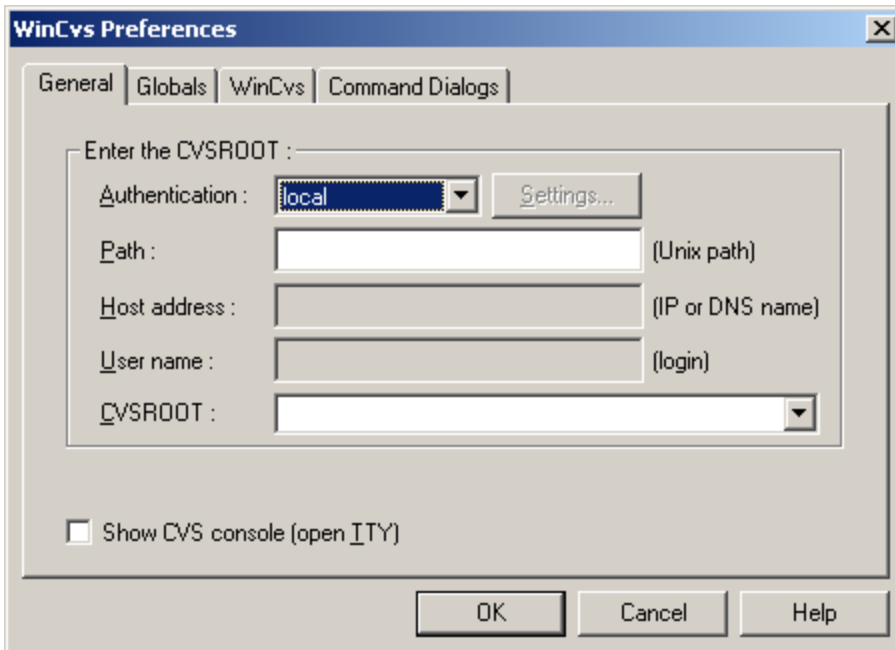 WinCvs Preferences
General Globals WinCvs Command Dialogs
Enter the CVSROOT :
Authentication : local Settings...
Path : (Unix path)
Host address : (IP or DNS name)
User name : (login)
CVSROOT :
Show CVS console (open TTY)
OK Cancel Help